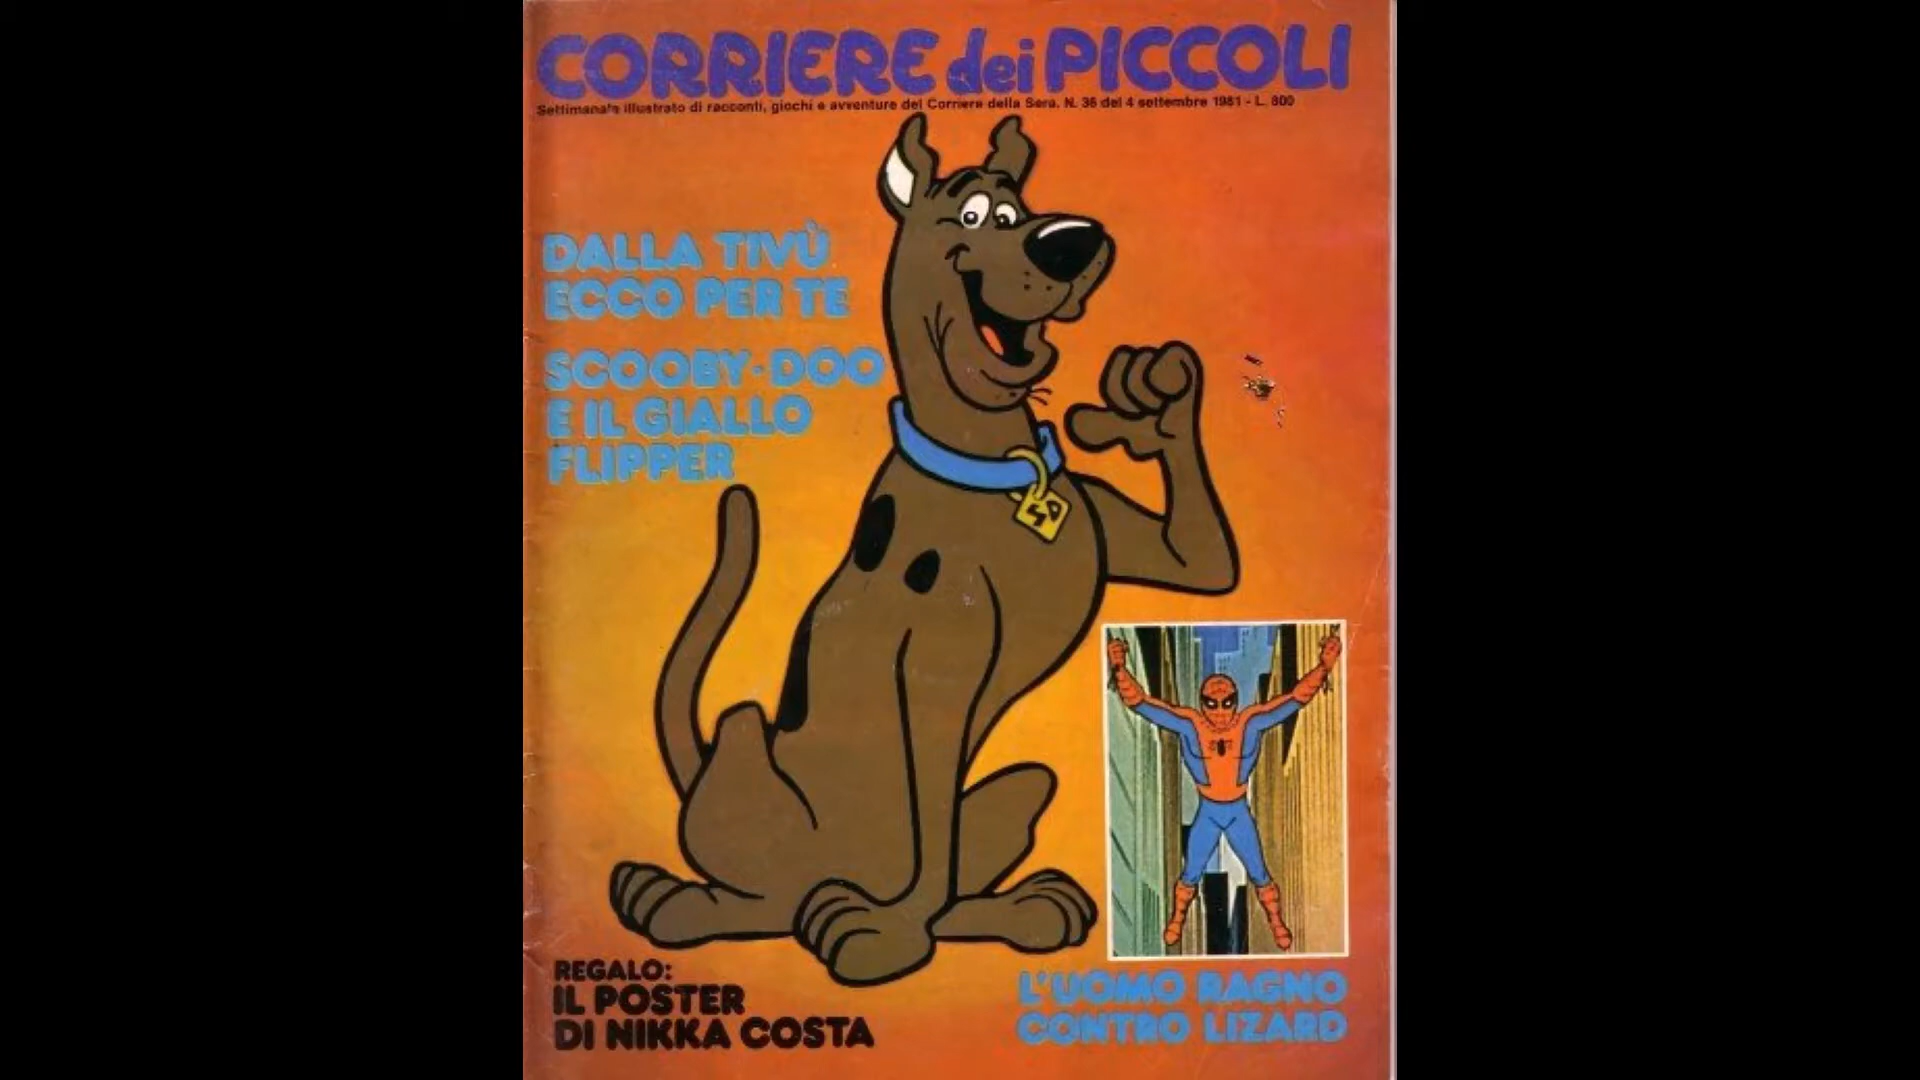 CORRIERE dei PICCOLI
Settimanale illustrato di racconti, giochi e avventure del Corriere della Sera. N. 36 del 4 settembre 1981 - L. 800
DALLA TIVÙ
ECCO PER TE
SCOOBY-DOO
E IL GIALLO
FLIPPER
SD
REGALO:
IL POSTER
DI NIKKA COSTA
L'UOMO RAGNO
CONTRO LIZARD